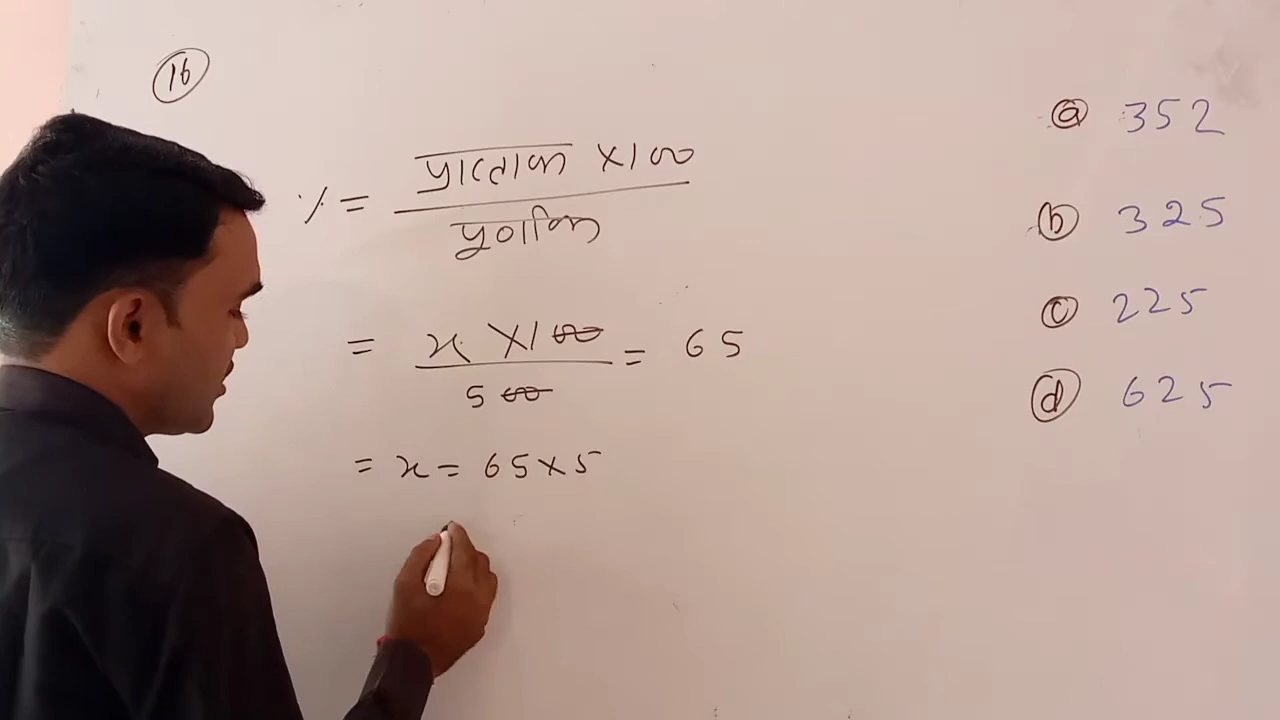 16
% = प्राप्तांक ×100
पूर्णांक
= x ×100
500
= 65
= x = 65×5
(a) 352
(b) 325
(c) 225
(d) 625